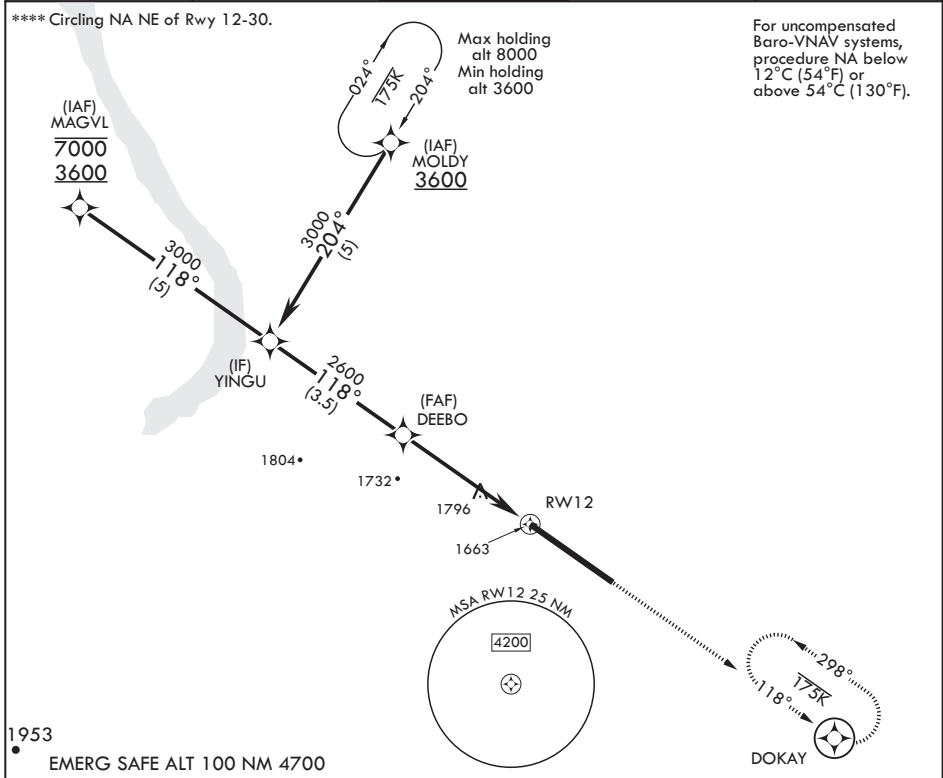 **** Circling NA NE of Rwy 12-30.
Max holding
alt 8000
Min holding
alt 3600
For uncompensated
Baro-VNAV systems,
procedure NA below
12°C (54°F) or
above 54°C (130°F).
024°
175K
204°
(IAF)
MAGVL
7000
3600
(IAF)
MOLDY
3600
3000
204°
(5)
3000
118°
(5)
(IF)
YINGU
2600
118°
(3.5)
(FAF)
DEEBO
1804
1732
1796
RW12
1663
MSA RW12 25 NM
4200
298°
175K
118°
DOKAY
1953
EMERG SAFE ALT 100 NM 4700